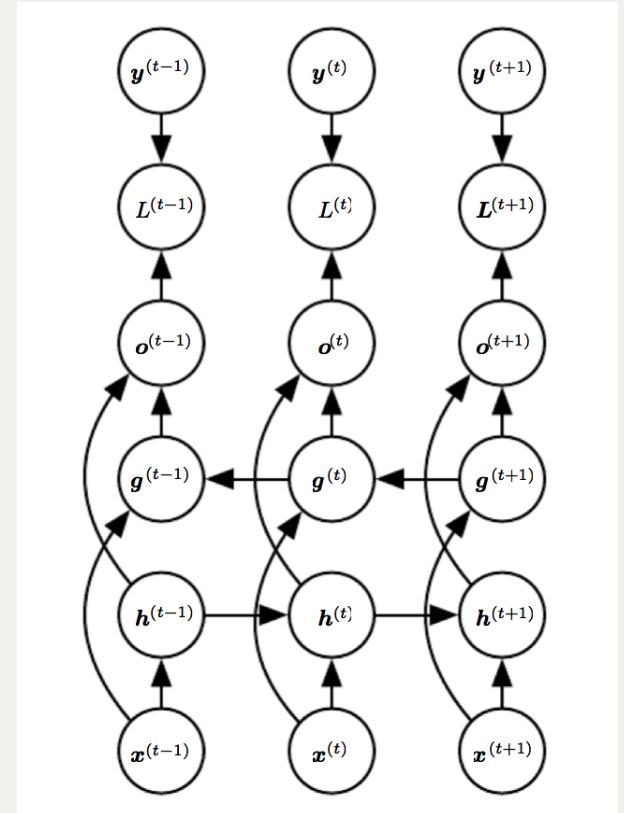 y^(t−1) y^(t) y^(t+1)
L^(t−1) L^(t) L^(t+1)
o^(t−1) o^(t) o^(t+1)
g^(t−1) g^(t) g^(t+1)
h^(t−1) h^(t) h^(t+1)
x^(t−1) x^(t) x^(t+1)